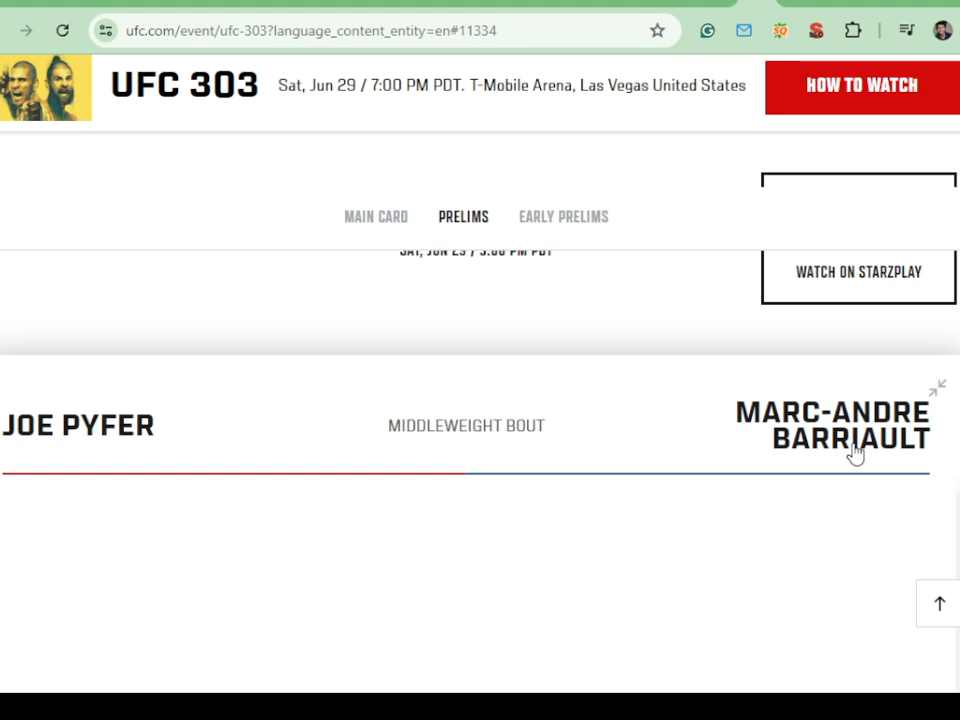 ufc.com/event/ufc-303?language_content_entity=en#11334
UFC 303
Sat, Jun 29 / 7:00 PM PDT. T-Mobile Arena, Las Vegas United States
HOW TO WATCH
MAIN CARD
PRELIMS
EARLY PRELIMS
WATCH ON STARZPLAY
JOE PYFER
MIDDLEWEIGHT BOUT
MARC-ANDRE
BARRIAULT